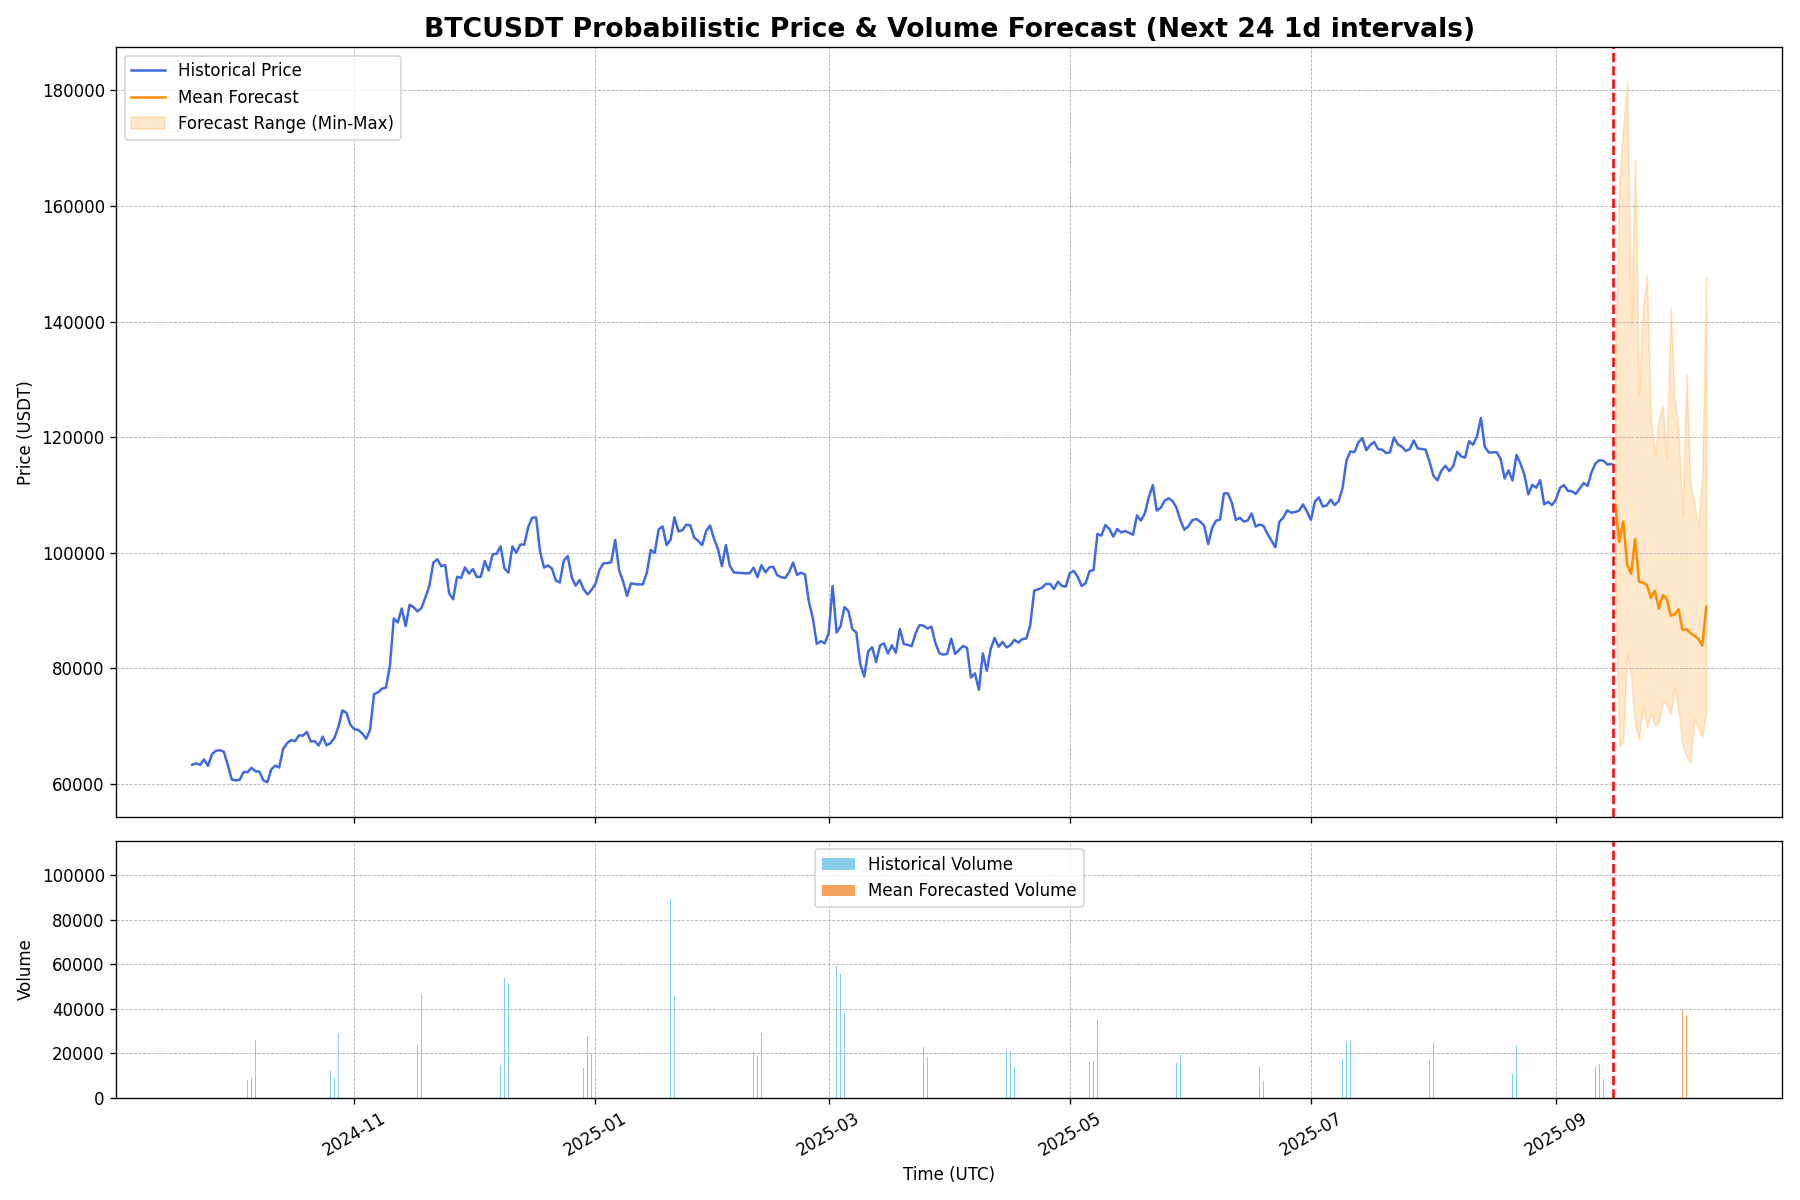 BTCUSDT Probabilistic Price & Volume Forecast (Next 24 1d intervals)
Historical Price
Mean Forecast
Forecast Range (Min-Max)
Price (USDT)
180000
160000
140000
120000
100000
80000
60000
Historical Volume
Mean Forecasted Volume
Volume
100000
80000
60000
40000
20000
0
2024-11
2025-01
2025-03
2025-05
2025-07
2025-09
Time (UTC)